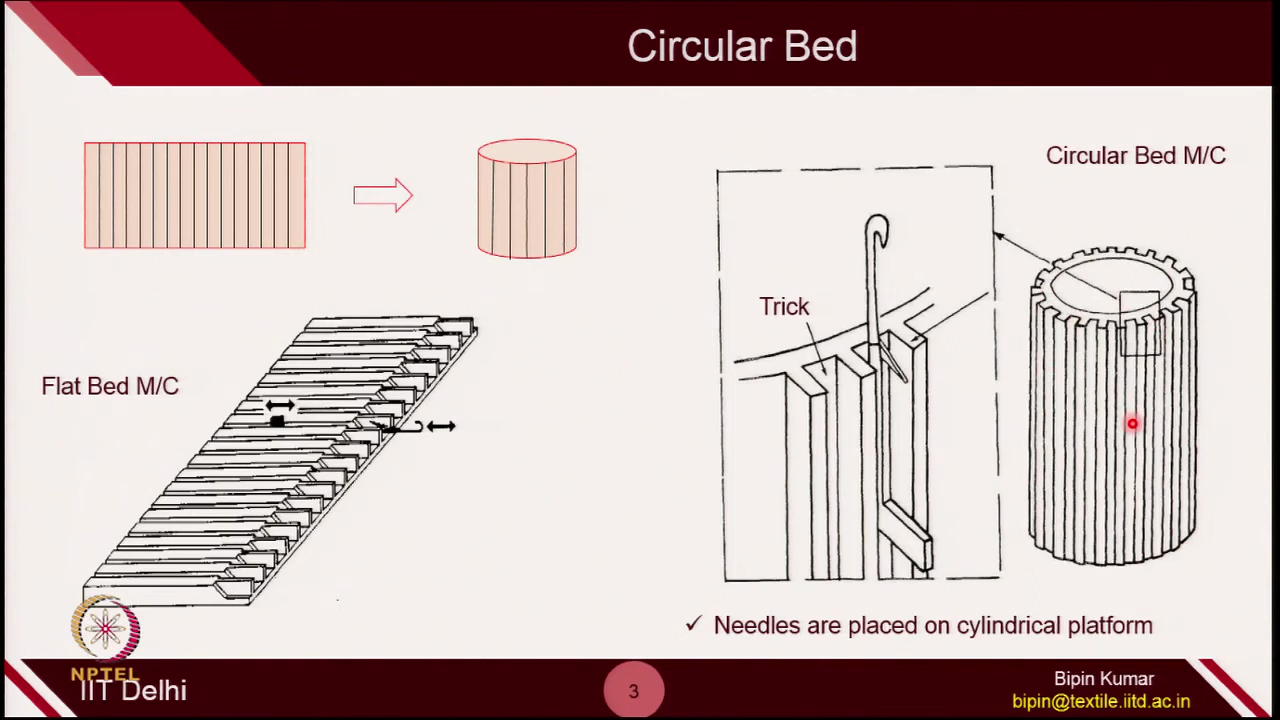 Circular Bed
Circular Bed M/C
Trick
Flat Bed M/C
✓ Needles are placed on cylindrical platform
NPTEL
IIT Delhi
3
Bipin Kumar
bipin@textile.iitd.ac.in